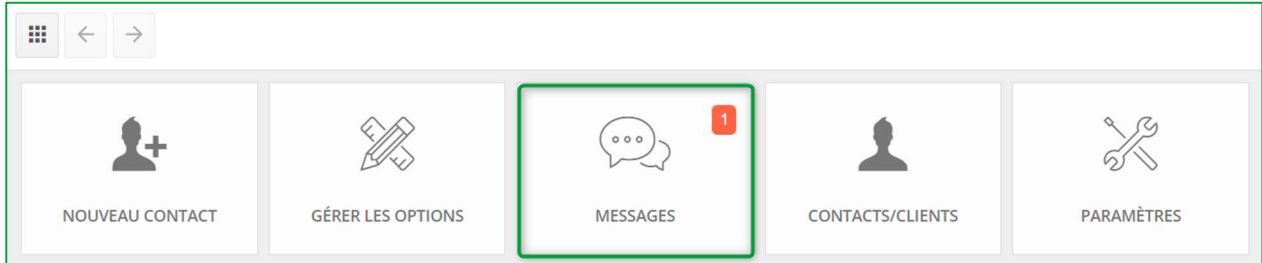 1
NOUVEAU CONTACT
GÉRER LES OPTIONS
MESSAGES
CONTACTS/CLIENTS
PARAMÈTRES